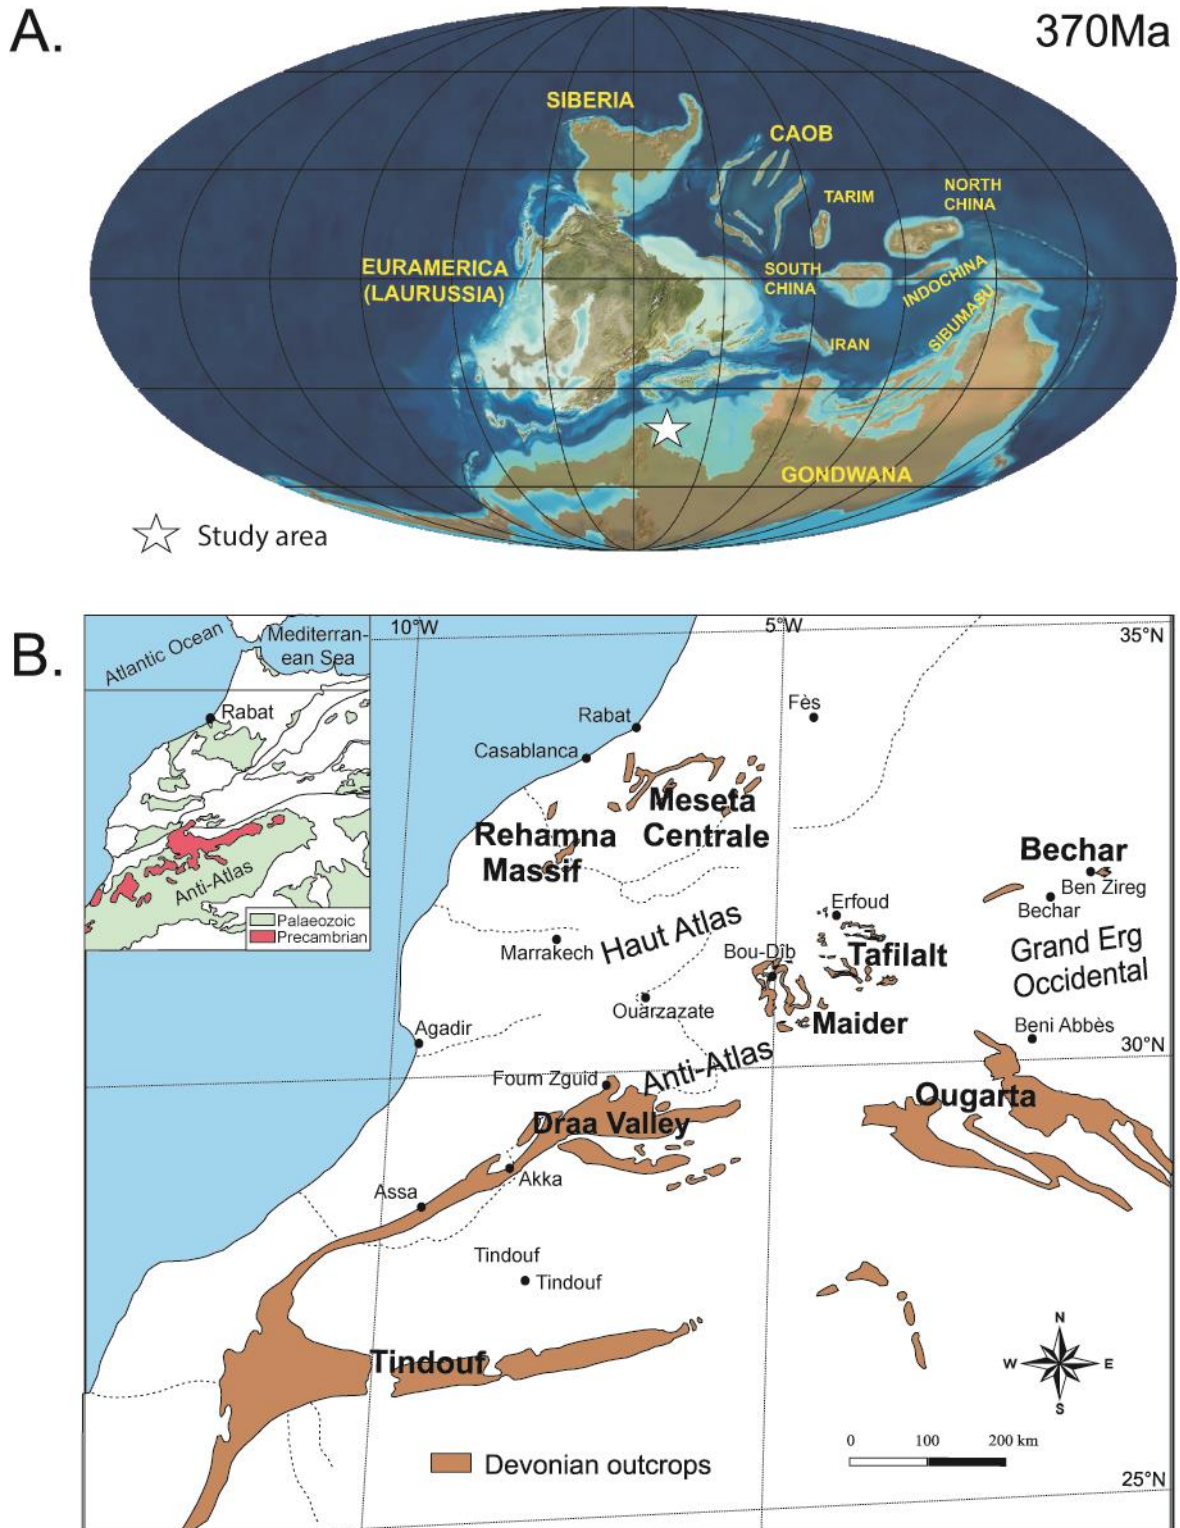 A.
370Ma
SIBERIA
CAOB
TARIM
NORTH
CHINA
EURAMERICA
(LAURUSSIA)
SOUTH
CHINA
INDOCHINA
SIBUMASU
IRAN
GONDWANA
Study area
B.
Atlantic Ocean
Mediterran-
ean Sea
Rabat
Anti-Atlas
Palaeozoic
Precambrian
10°W
5°W
35°N
Fès
Rabat
Casablanca
Meseta
Centrale
Rehamna
Massif
Bechar
Ben Zireg
Bechar
Erfoud
Haut Atlas
Marrakech
Bou-Dîb
Tafilalt
Grand Erg
Occidental
Ouarzazate
Maider
Agadir
Beni Abbès
30°N
Anti-Atlas
Foum Zguid
Ougarta
Draa Valley
Akka
Assa
Tindouf
Tindouf
Tindouf
N
W
E
S
0
100
200 km
Devonian outcrops
25°N